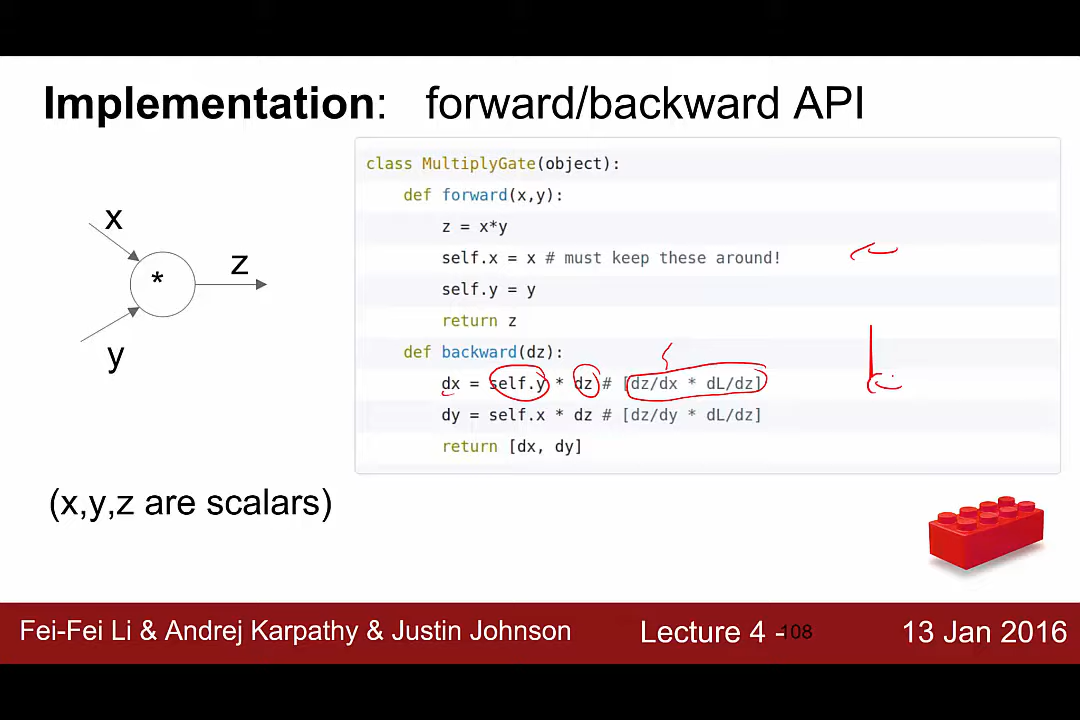 Implementation: forward/backward API
x
*
z
y
class MultiplyGate(object):
def forward(x,y):
z = x*y
self.x = x # must keep these around!
self.y = y
return z
def backward(dz):
dx = self.y * dz # [dz/dx * dL/dz]
dy = self.x * dz # [dz/dy * dL/dz]
return [dx, dy]
(x,y,z are scalars)
Fei-Fei Li & Andrej Karpathy & Justin Johnson
Lecture 4 - 108
13 Jan 2016